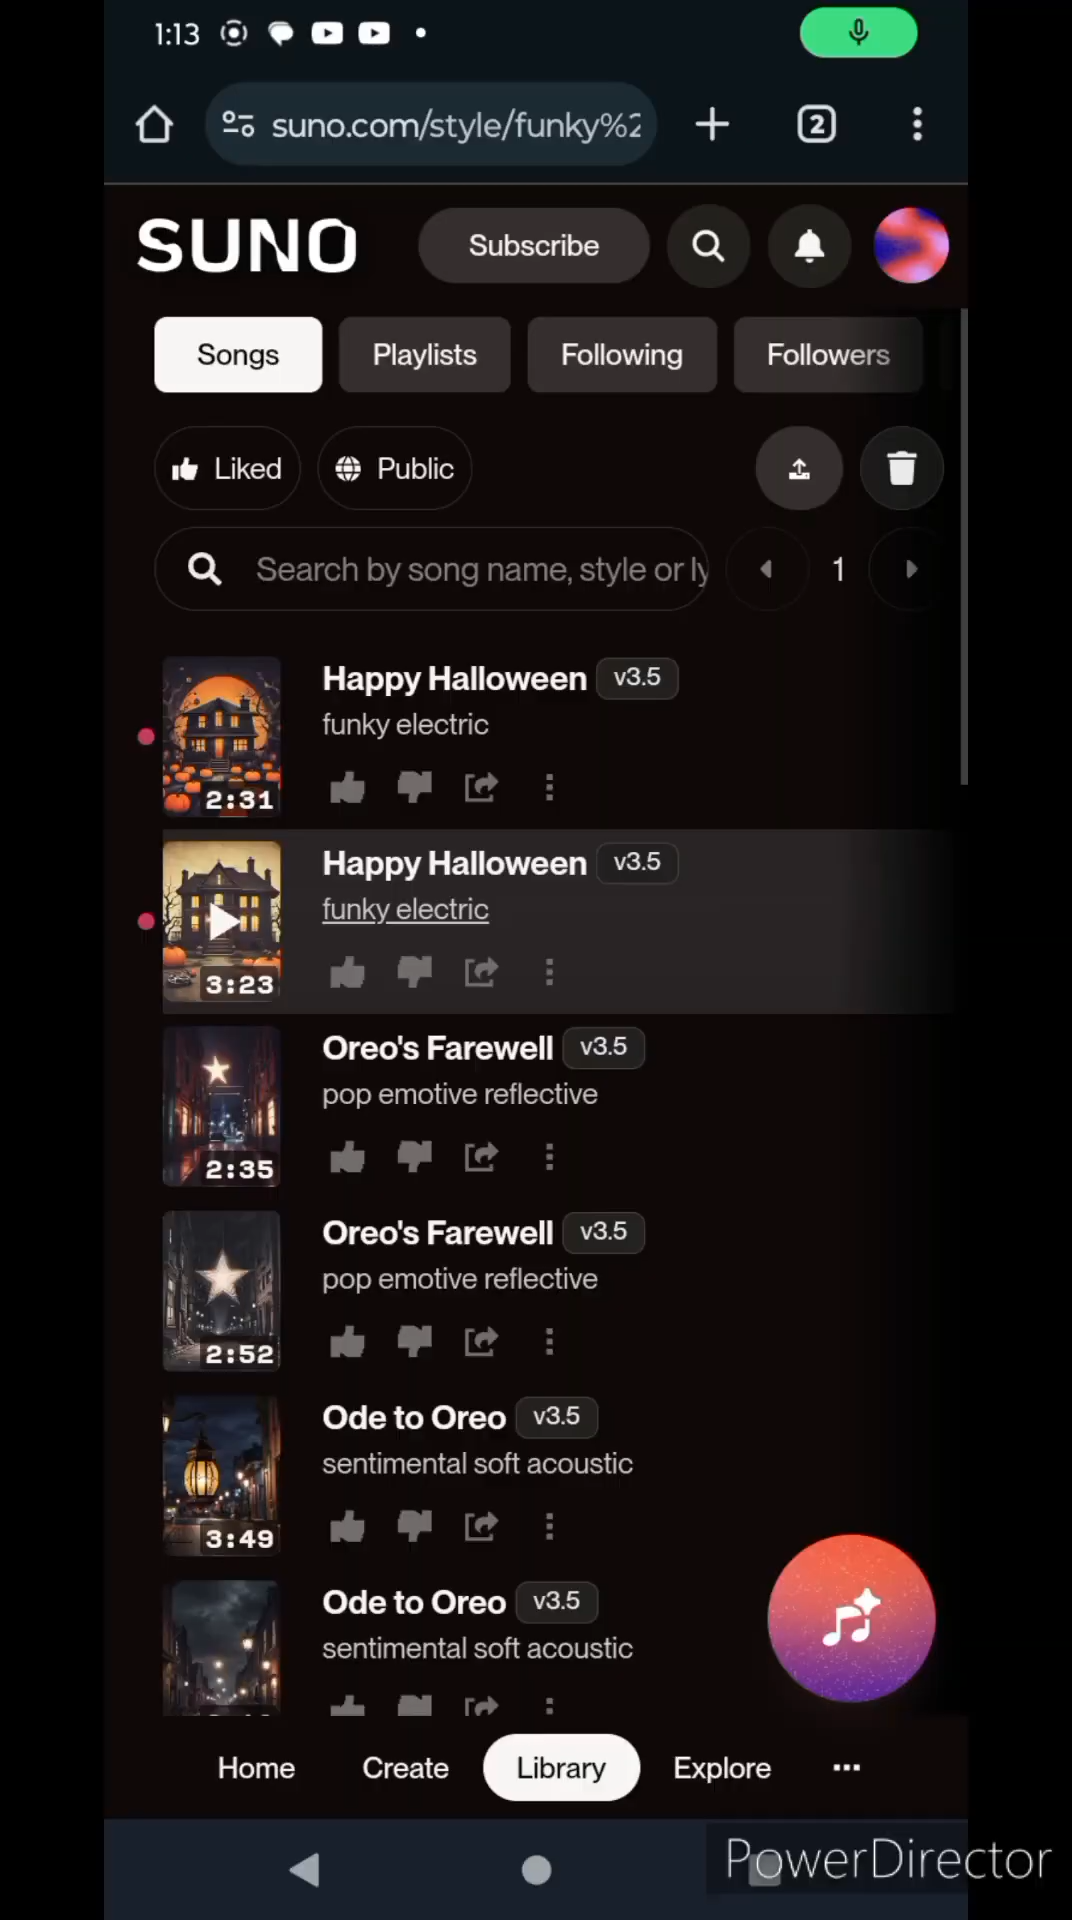 1:13
suno.com/style/funky%2
2
SUNO
Subscribe
Songs
Playlists
Following
Followers
Liked
Public
Search by song name, style or ly
1
Happy Halloween v3.5
funky electric
2:31
Happy Halloween v3.5
funky electric
3:23
Oreo's Farewell v3.5
pop emotive reflective
2:35
Oreo's Farewell v3.5
pop emotive reflective
2:52
Ode to Oreo v3.5
sentimental soft acoustic
3:49
Ode to Oreo v3.5
sentimental soft acoustic
Home
Create
Library
Explore
PowerDirector